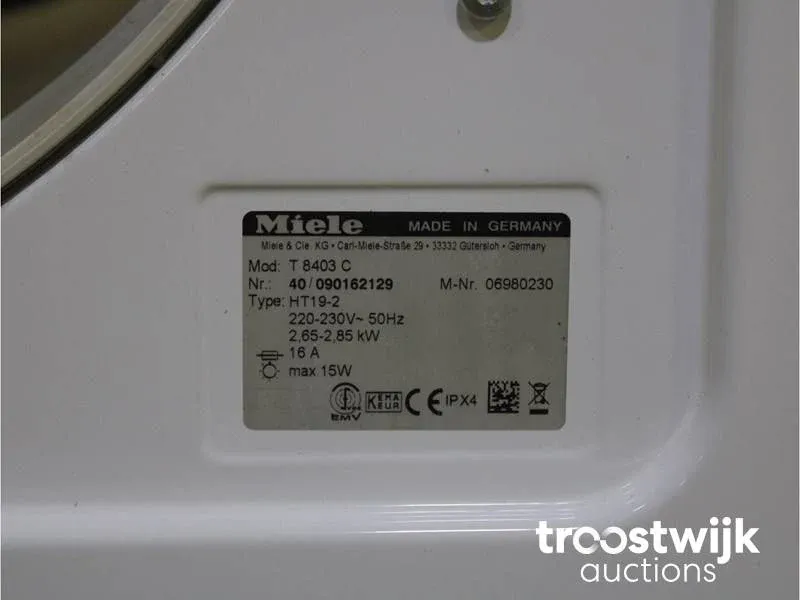 Miele MADE IN GERMANY
Miele & Cie. KG • Carl-Miele-Straße 29 • 33332 Gütersloh • Germany
Mod: T 8403 C
Nr.: 40/090162129 M-Nr. 06980230
Type: HT19-2
220-230V~ 50Hz
2,65-2,85 kW
16 A
max 15W
KEMA KEUR CE IPX4
EMV
troostwijk
auctions